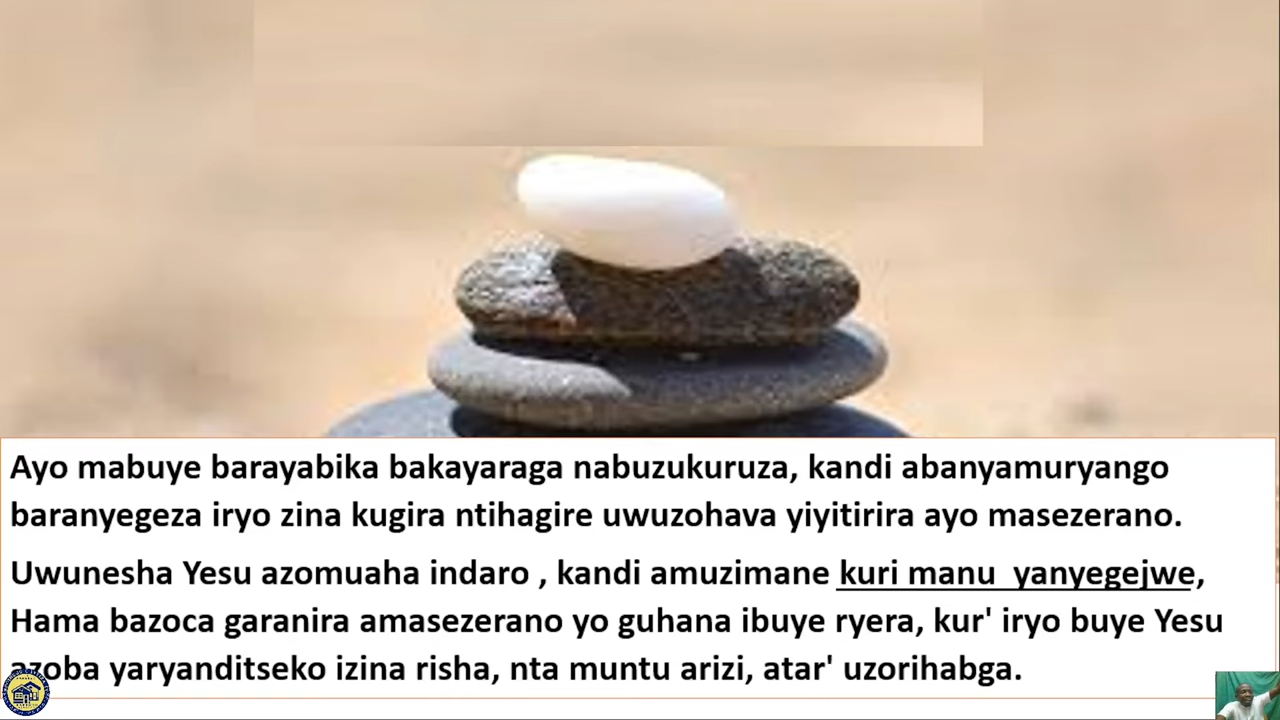 Ayo mabuye barayabika bakayaraga nabuzukuruza, kandi abanyamuryango
baranyegeza iryo zina kugira ntihagire uwuzohava yiyitirira ayo masezerano.
Uwunesha Yesu azomuaha indaro , kandi amuzimane kuri manu yanyegejwe,
Hama bazoca garanira amasezerano yo guhana ibuye ryera, kur' iryo buye Yesu
azoba yaryanditseko izina risha, nta muntu arizi, atar' uzorihabga.